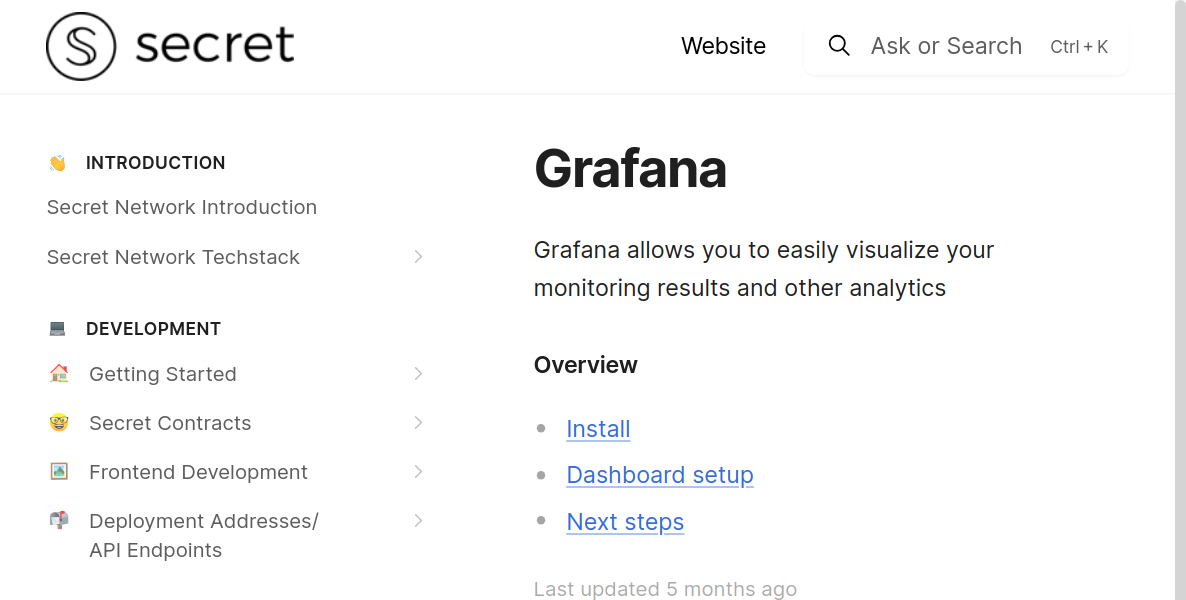 secret
Website
Ask or Search
Ctrl + K
INTRODUCTION
Secret Network Introduction
Secret Network Techstack
DEVELOPMENT
Getting Started
Secret Contracts
Frontend Development
Deployment Addresses/
API Endpoints
Grafana
Grafana allows you to easily visualize your
monitoring results and other analytics
Overview
Install
Dashboard setup
Next steps
Last updated 5 months ago